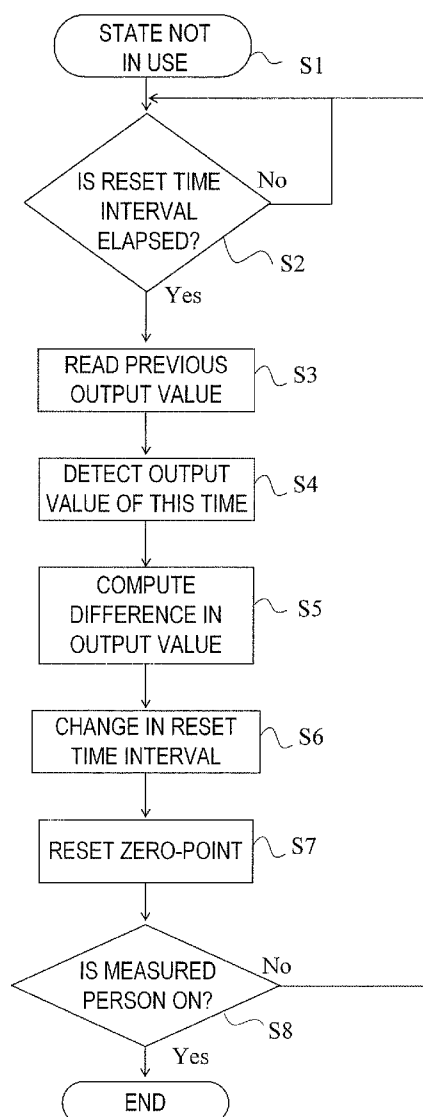 STATE NOT
IN USE
S1
IS RESET TIME
INTERVAL
ELAPSED?
No
S2
Yes
READ PREVIOUS
OUTPUT VALUE
S3
DETECT OUTPUT
VALUE OF THIS TIME
S4
COMPUTE
DIFFERENCE IN
OUTPUT VALUE
S5
CHANGE IN RESET
TIME INTERVAL
S6
RESET ZERO-POINT
S7
IS MEASURED
PERSON ON?
No
S8
Yes
END